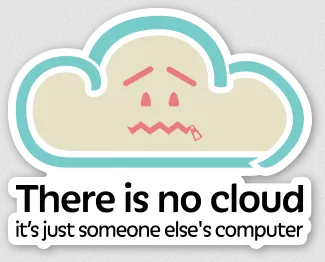 There is no cloud
it's just someone else's computer